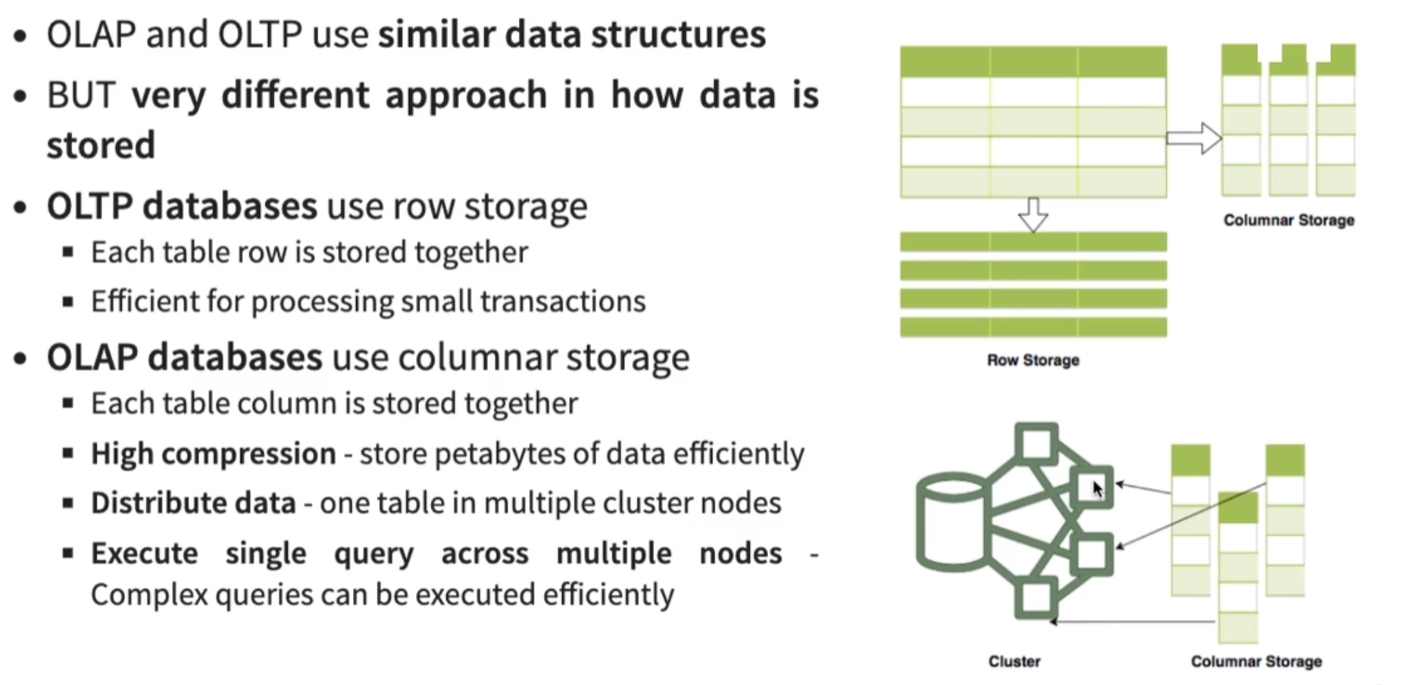 OLAP and OLTP use similar data structures
BUT very different approach in how data is
stored
OLTP databases use row storage
Each table row is stored together
Efficient for processing small transactions
OLAP databases use columnar storage
Each table column is stored together
High compression - store petabytes of data efficiently
Distribute data - one table in multiple cluster nodes
Execute single query across multiple nodes -
Complex queries can be executed efficiently
Columnar Storage
Row Storage
Cluster
Columnar Storage